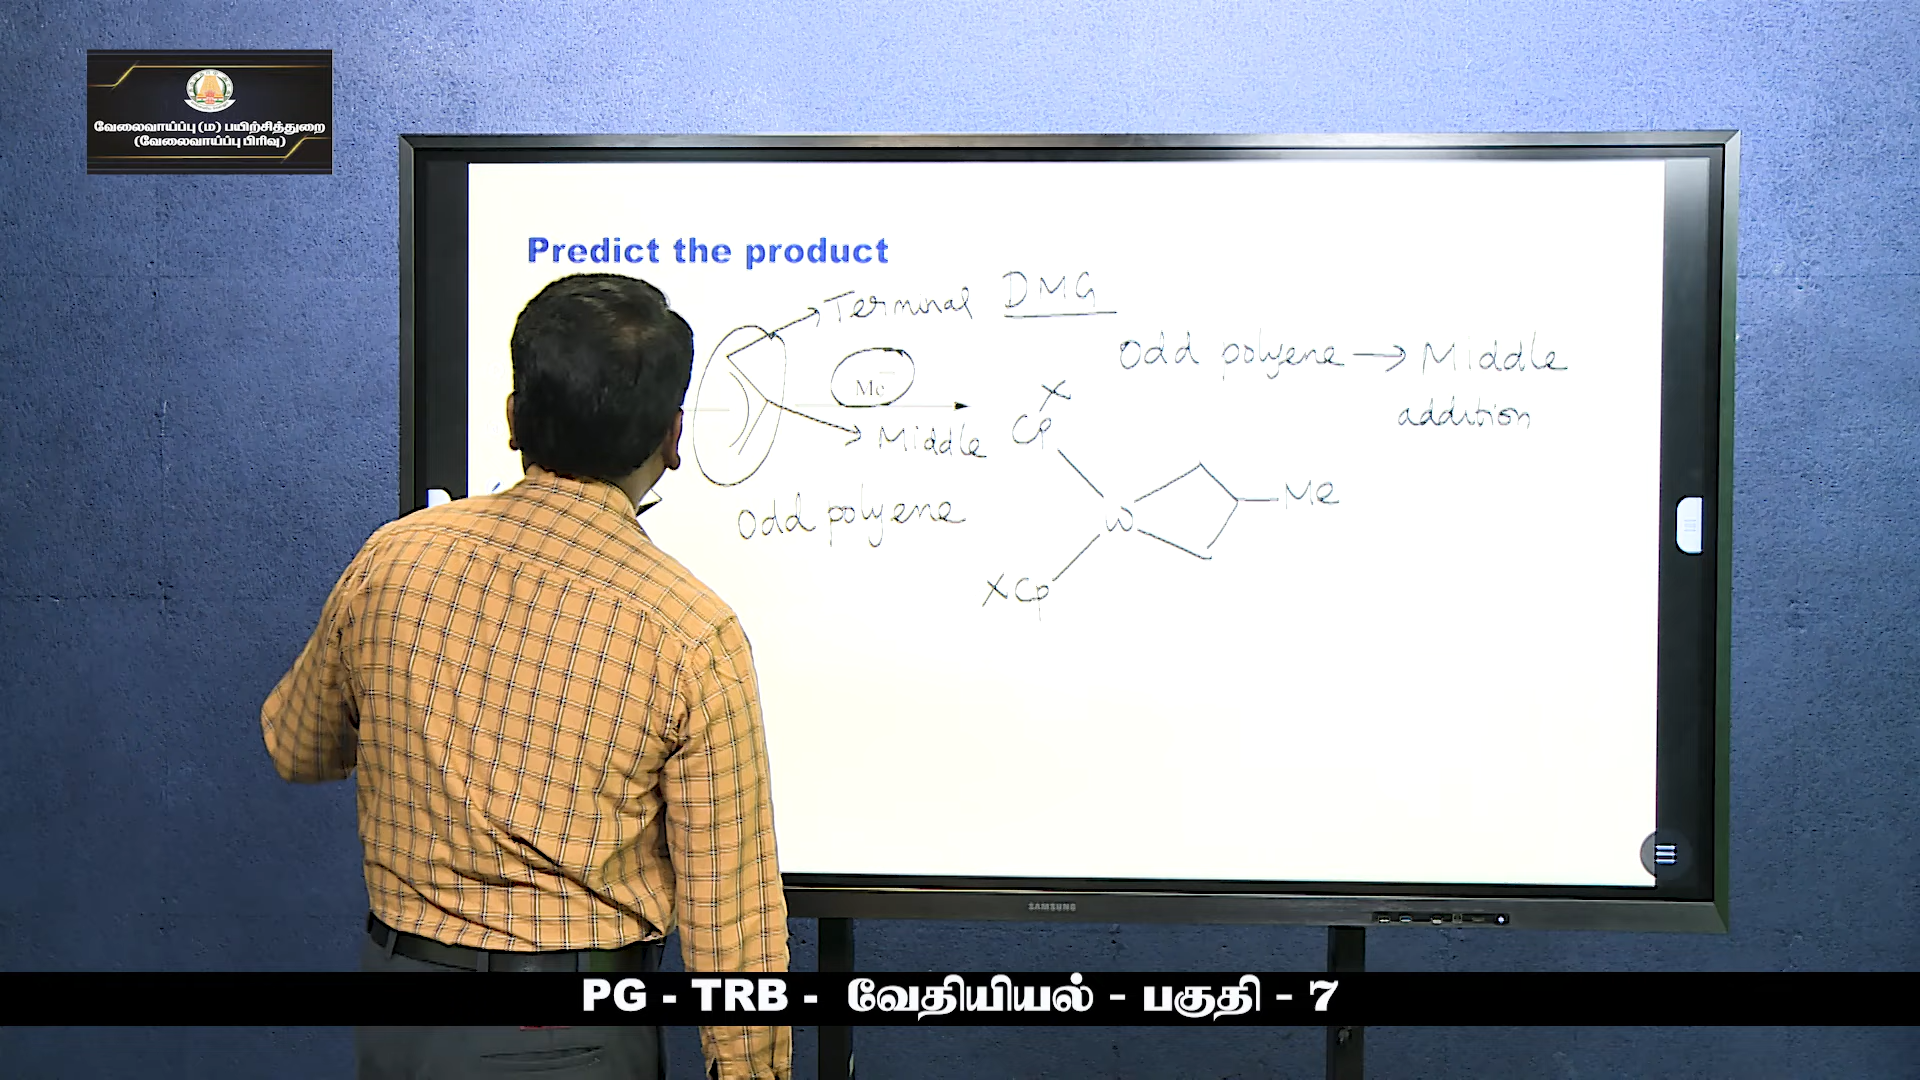 வேலைவாய்ப்பு (ம) பயிற்சித்துறை
(வேலைவாய்ப்பு பிரிவு)
Predict the product
Terminal DMG
Odd polyene → Middle
addition
Me⁻
X
Cp
Middle
Me
Odd polyene
W
X Cp
SAMSUNG
PG - TRB - வேதியியல் - பகுதி - 7